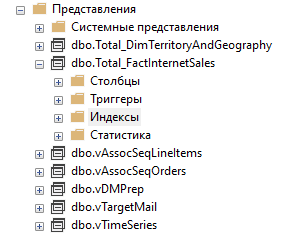 Представления
Системные представления
dbo.Total_DimTerritoryAndGeography
dbo.Total_FactInternetSales
Столбцы
Триггеры
Индексы
Статистика
dbo.vAssocSeqLineItems
dbo.vAssocSeqOrders
dbo.vDMPrep
dbo.vTargetMail
dbo.vTimeSeries